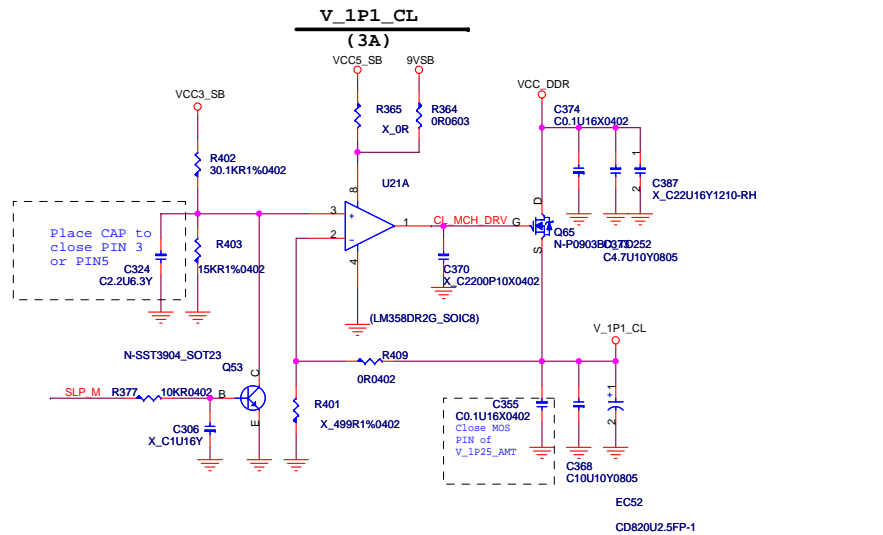 V_1P1_CL
(3A)
VCC5_SB
9VSB
VCC3_SB
VCC_DDR
R365
X_0R
R364
0R0603
C374
C0.1U16X0402
R402
30.1KR1%0402
U21A
8
3
+
1
2
-
4
1
2
C387
X_C22U16Y1210-RH
CL_MCH_DRV
G
D
S
Q65
N-P0903BD_TO252
C373
C4.7U10Y0805
Place CAP to
close PIN 3
or PIN5
R403
15KR1%0402
C324
C2.2U6.3Y
C370
X_C2200P10X0402
(LM358DR2G_SOIC8)
V_1P1_CL
N-SST3904_SOT23
Q53
C
B
E
R409
0R0402
SLP_M
R377
10KR0402
R401
X_499R1%0402
C306
X_C1U16Y
C355
C0.1U16X0402
Close MOS
PIN of
V_1P25_AMT
+
1
2
C368
C10U10Y0805
EC52
CD820U2.5FP-1